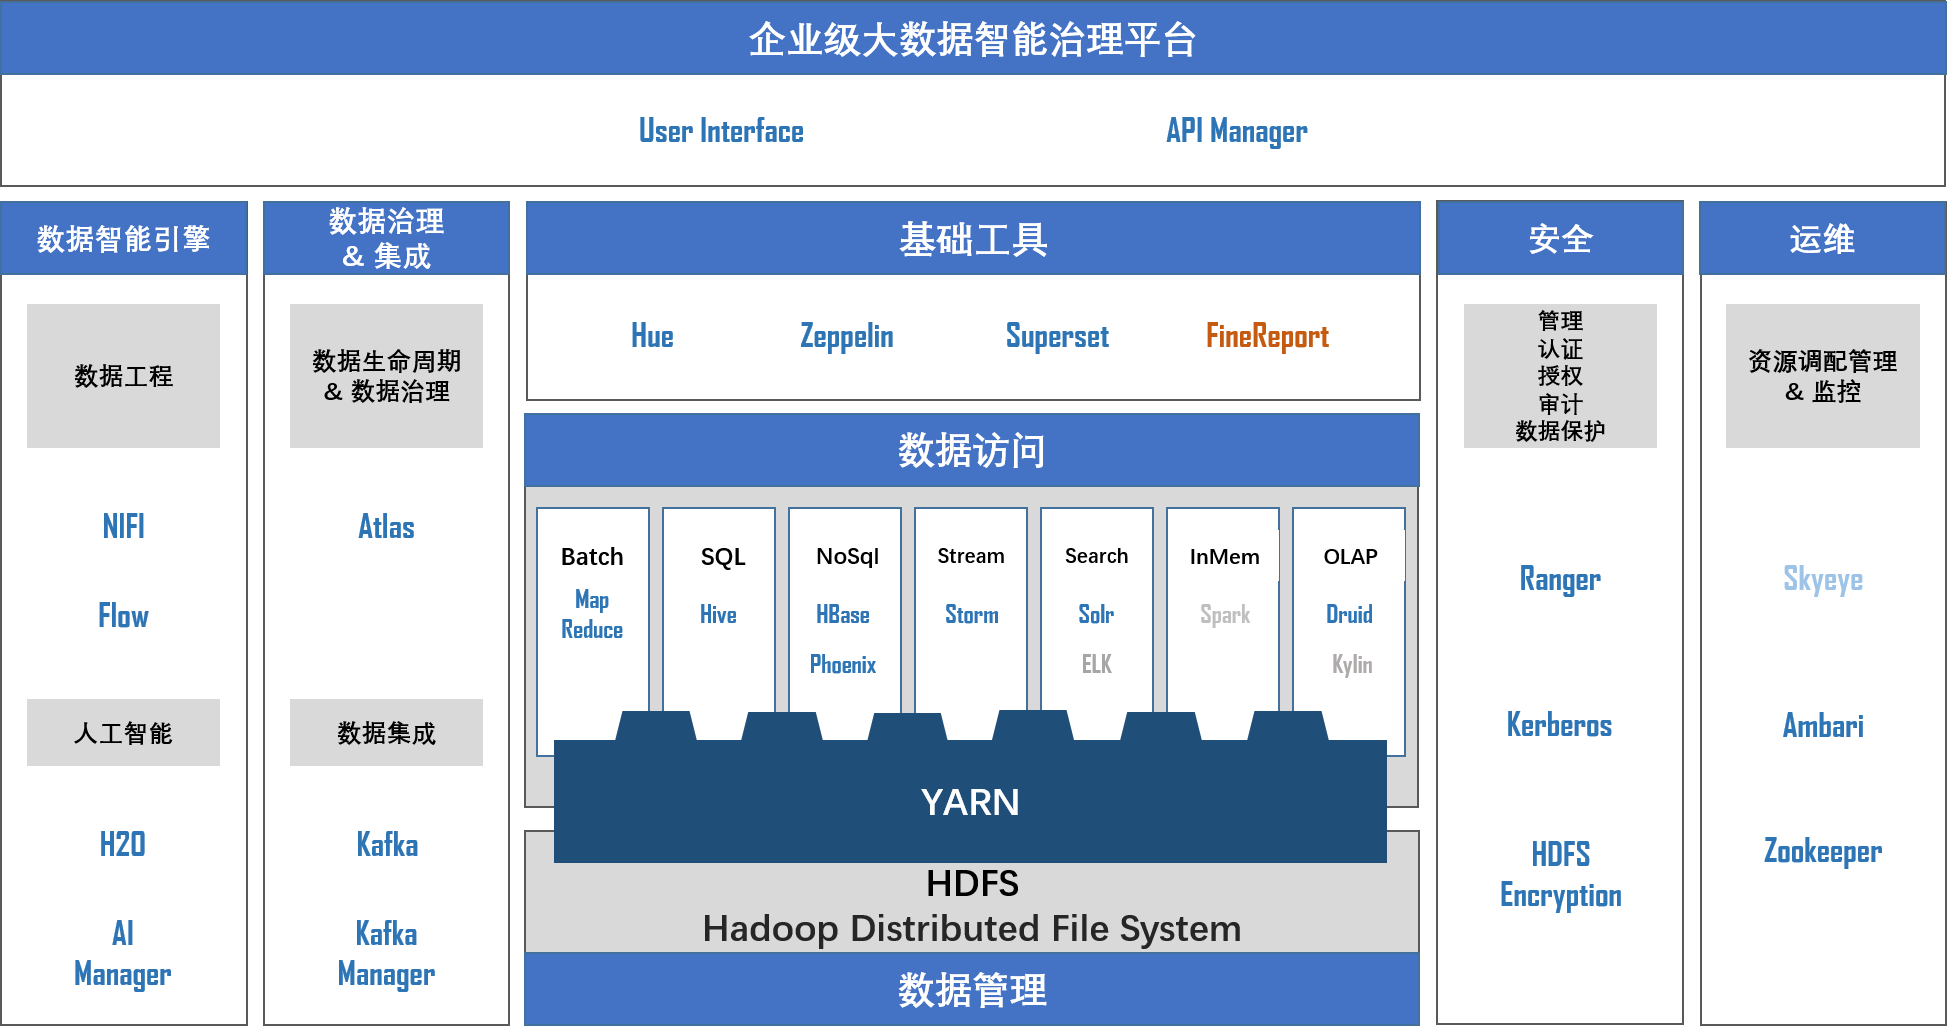 企业级大数据智能治理平台
User Interface
API Manager
数据智能引擎
数据工程
NIFI
Flow
人工智能
H2O
AI
Manager
数据治理
& 集成
数据生命周期
& 数据治理
Atlas
数据集成
Kafka
Kafka
Manager
基础工具
Hue
Zeppelin
Superset
FineReport
数据访问
Batch
Map
Reduce
SQL
Hive
NoSql
HBase
Phoenix
Stream
Storm
Search
Solr
ELK
InMem
Spark
OLAP
Druid
Kylin
YARN
HDFS
Hadoop Distributed File System
数据管理
安全
管理
认证
授权
审计
数据保护
Ranger
Kerberos
HDFS
Encryption
运维
资源调配管理
& 监控
Skyeye
Ambari
Zookeeper